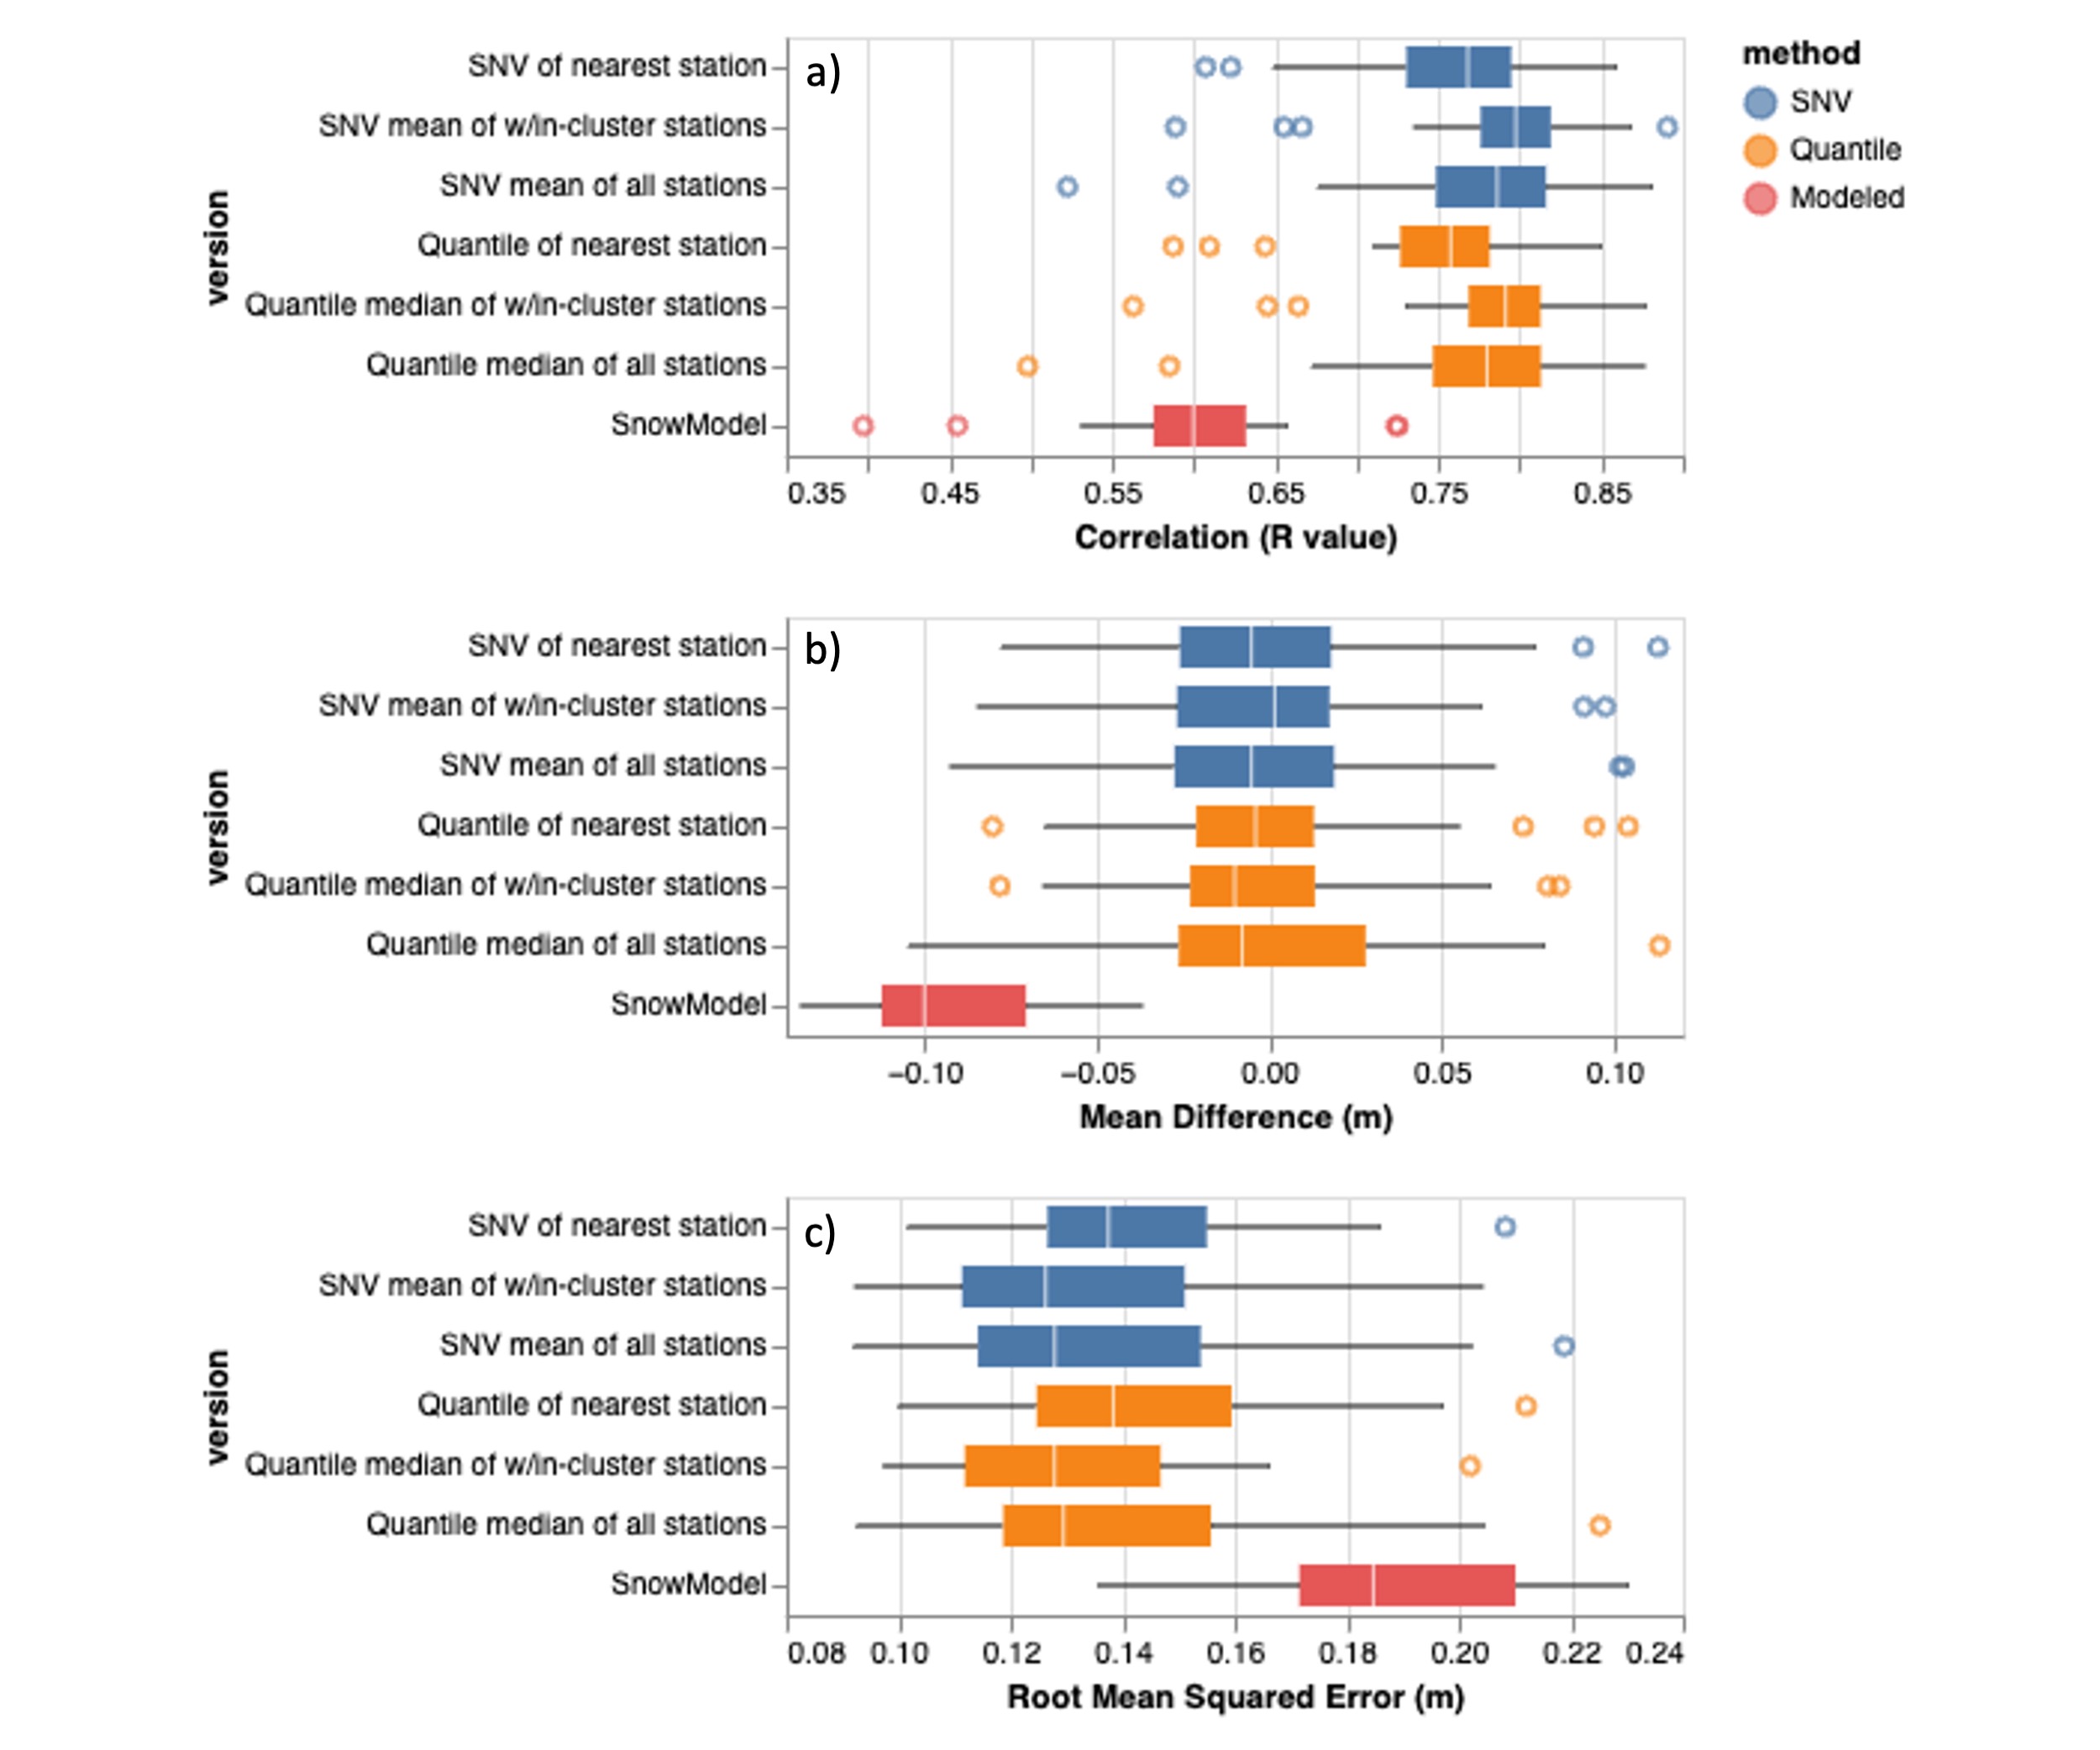 a)
SNV of nearest station
SNV mean of w/in-cluster stations
SNV mean of all stations
Quantile of nearest station
Quantile median of w/in-cluster stations
Quantile median of all stations
SnowModel
version
0.35 0.45 0.55 0.65 0.75 0.85
Correlation (R value)
method
SNV
Quantile
Modeled
b)
SNV of nearest station
SNV mean of w/in-cluster stations
SNV mean of all stations
Quantile of nearest station
Quantile median of w/in-cluster stations
Quantile median of all stations
SnowModel
version
−0.10 −0.05 0.00 0.05 0.10
Mean Difference (m)
c)
SNV of nearest station
SNV mean of w/in-cluster stations
SNV mean of all stations
Quantile of nearest station
Quantile median of w/in-cluster stations
Quantile median of all stations
SnowModel
version
0.08 0.10 0.12 0.14 0.16 0.18 0.20 0.22 0.24
Root Mean Squared Error (m)